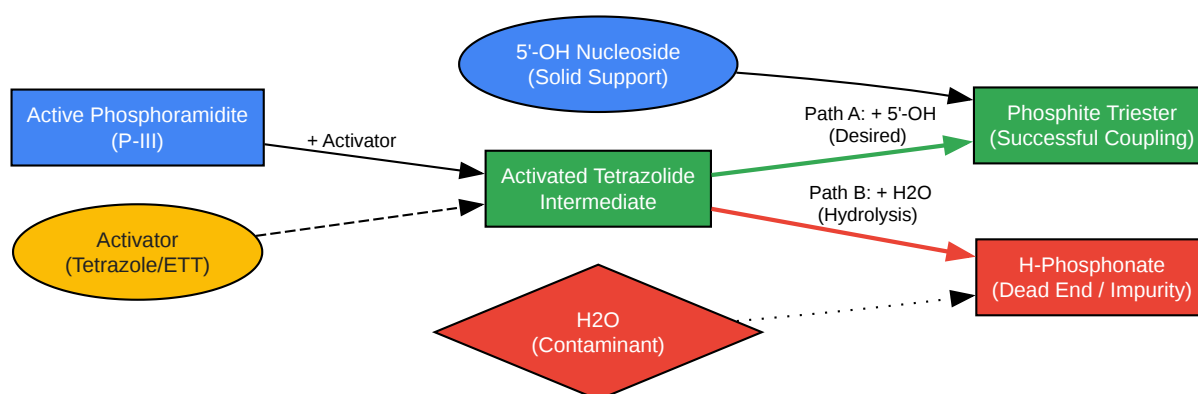 5'-OH Nucleoside
(Solid Support)
Active Phosphoramidite
(P-III)
+ Activator
Path A: + 5'-OH
(Desired)
Phosphite Triester
(Successful Coupling)
Activated Tetrazolide
Intermediate
Path B: + H2O
(Hydrolysis)
Activator
(Tetrazole/ETT)
H-Phosphonate
(Dead End / Impurity)
H2O
(Contaminant)